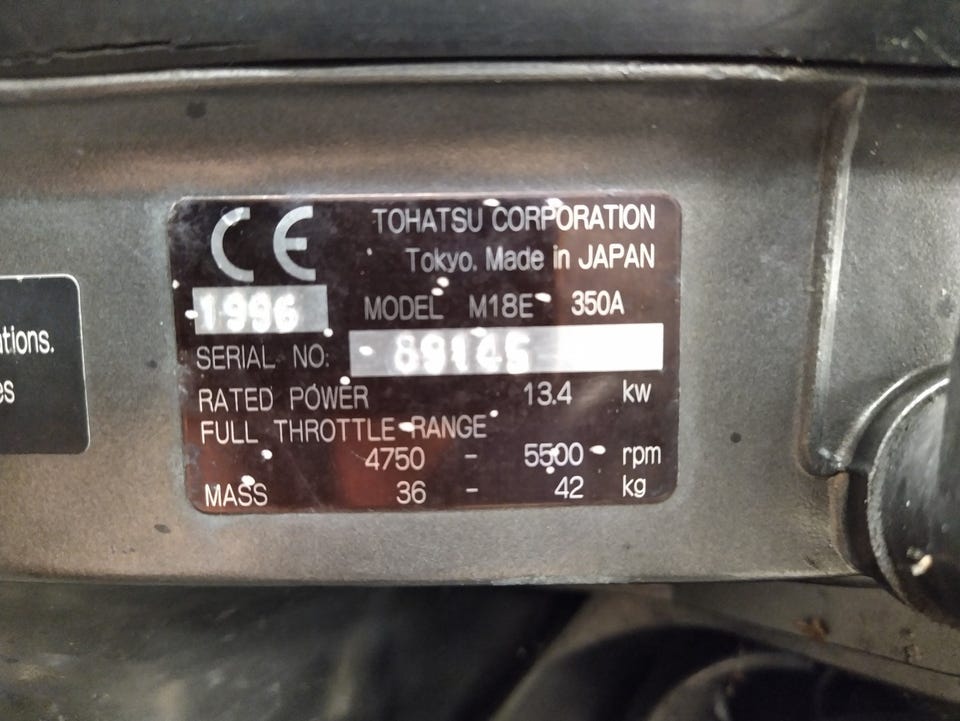 ations.
es
CE
TOHATSU CORPORATION
Tokyo. Made in JAPAN
1996
MODEL M18E 350A
SERIAL NO: 89145
RATED POWER 13.4 kw
FULL THROTTLE RANGE
4750 - 5500 rpm
MASS 36 - 42 kg